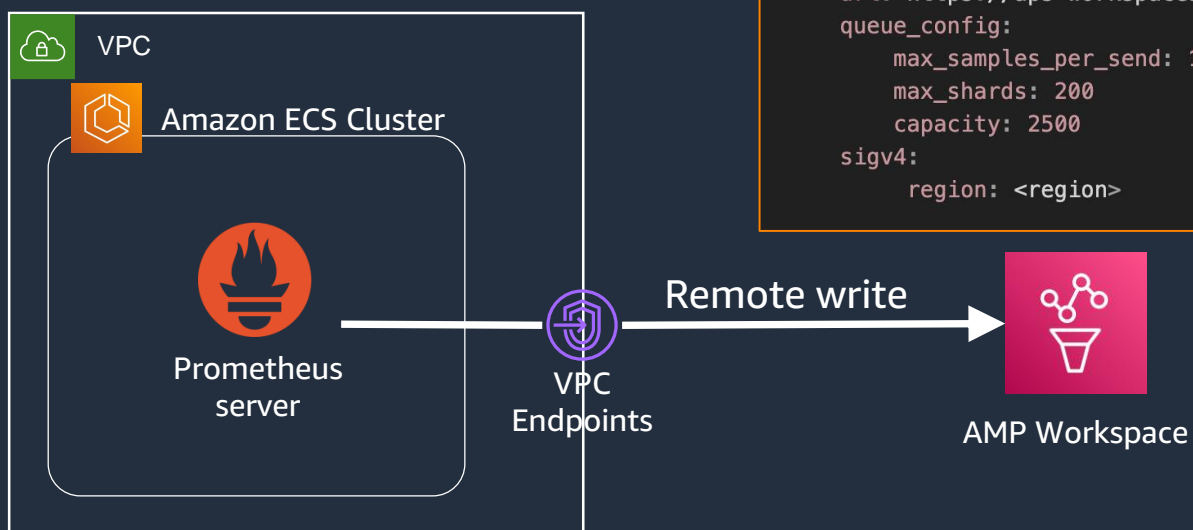 VPC
Amazon ECS Cluster
queue_config:
max_samples_per_send:
max_shards: 200
capacity: 2500
sigv4:
region: <region>
Remote write
Prometheus
server
VPC
Endpoints
AMP Workspace